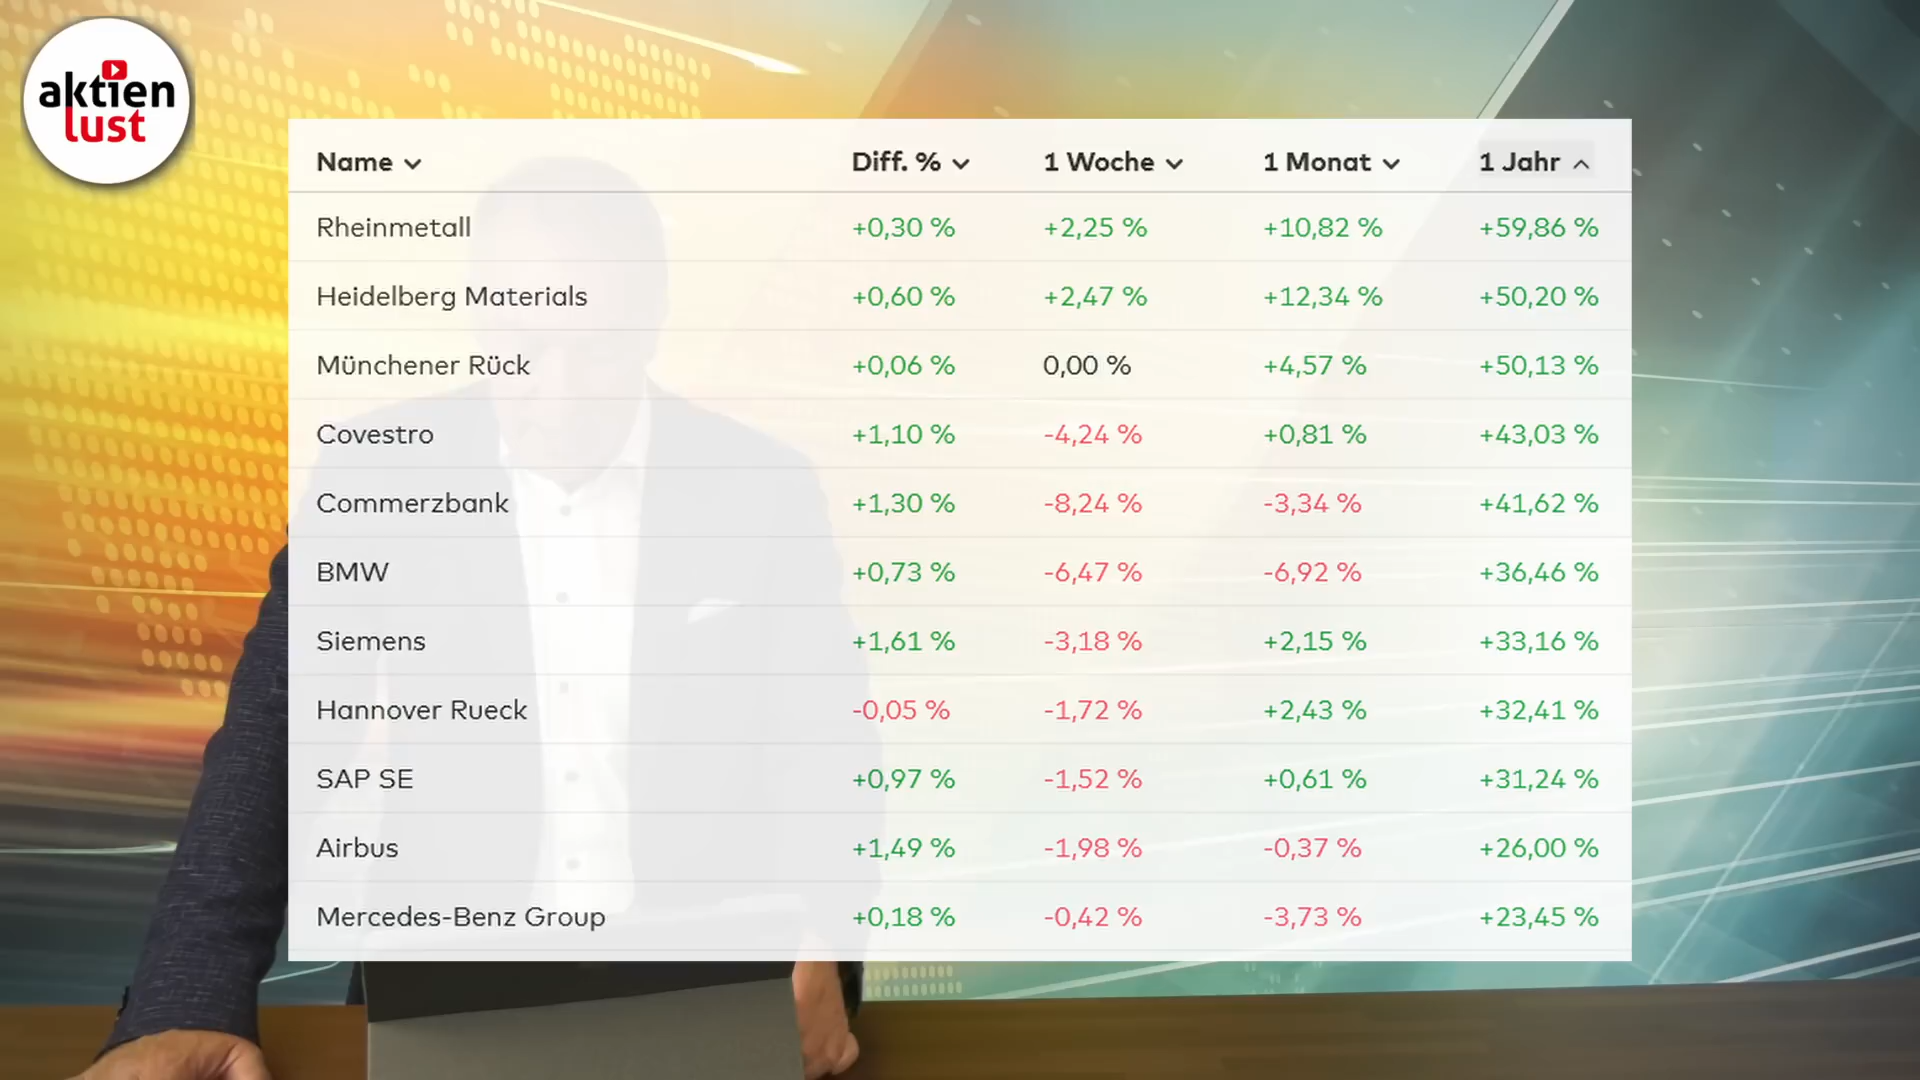 aktien
lust
Name Diff. % 1 Woche 1 Monat 1 Jahr
Rheinmetall +0,30 % +2,25 % +10,82 % +59,86 %
Heidelberg Materials +0,60 % +2,47 % +12,34 % +50,20 %
Münchener Rück +0,06 % 0,00 % +4,57 % +50,13 %
Covestro +1,10 % -4,24 % +0,81 % +43,03 %
Commerzbank +1,30 % -8,24 % -3,34 % +41,62 %
BMW +0,73 % -6,47 % -6,92 % +36,46 %
Siemens +1,61 % -3,18 % +2,15 % +33,16 %
Hannover Rueck -0,05 % -1,72 % +2,43 % +32,41 %
SAP SE +0,97 % -1,52 % +0,61 % +31,24 %
Airbus +1,49 % -1,98 % -0,37 % +26,00 %
Mercedes-Benz Group +0,18 % -0,42 % -3,73 % +23,45 %